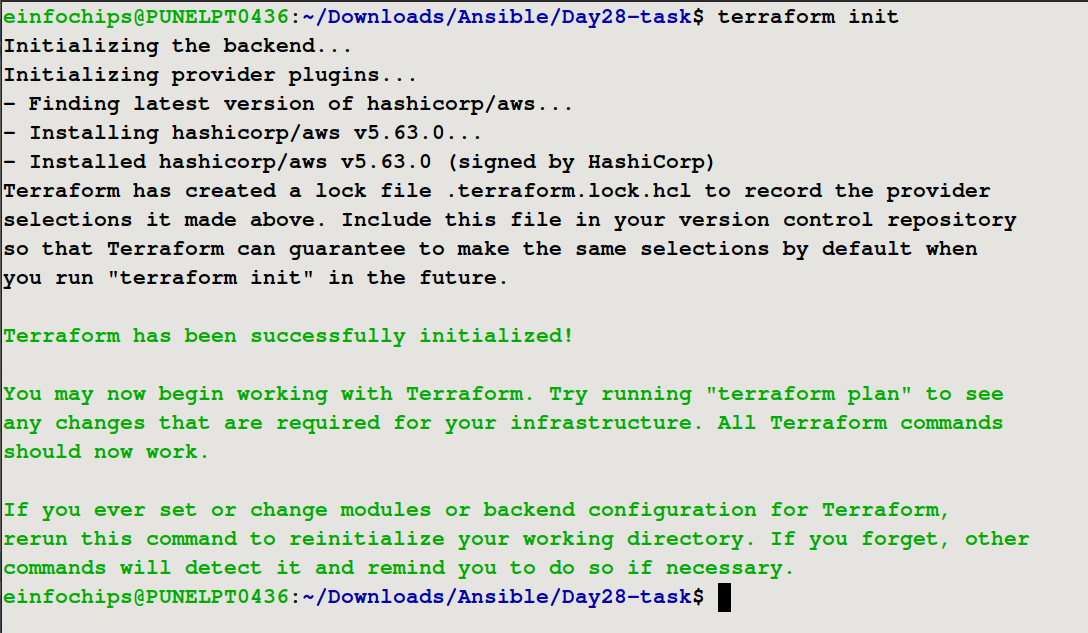 einfochips@PUNELPT0436:~/Downloads/Ansible/Day28-task$ terraform init
Initializing the backend...
Initializing provider plugins...
- Finding latest version of hashicorp/aws...
- Installing hashicorp/aws v5.63.0...
- Installed hashicorp/aws v5.63.0 (signed by HashiCorp)
Terraform has created a lock file .terraform.lock.hcl to record the provider
selections it made above. Include this file in your version control repository
so that Terraform can guarantee to make the same selections by default when
you run "terraform init" in the future.
Terraform has been successfully initialized!
You may now begin working with Terraform. Try running "terraform plan" to see
any changes that are required for your infrastructure. All Terraform commands
should now work.
If you ever set or change modules or backend configuration for Terraform,
rerun this command to reinitialize your working directory. If you forget, other
commands will detect it and remind you to do so if necessary.
einfochips@PUNELPT0436:~/Downloads/Ansible/Day28-task$